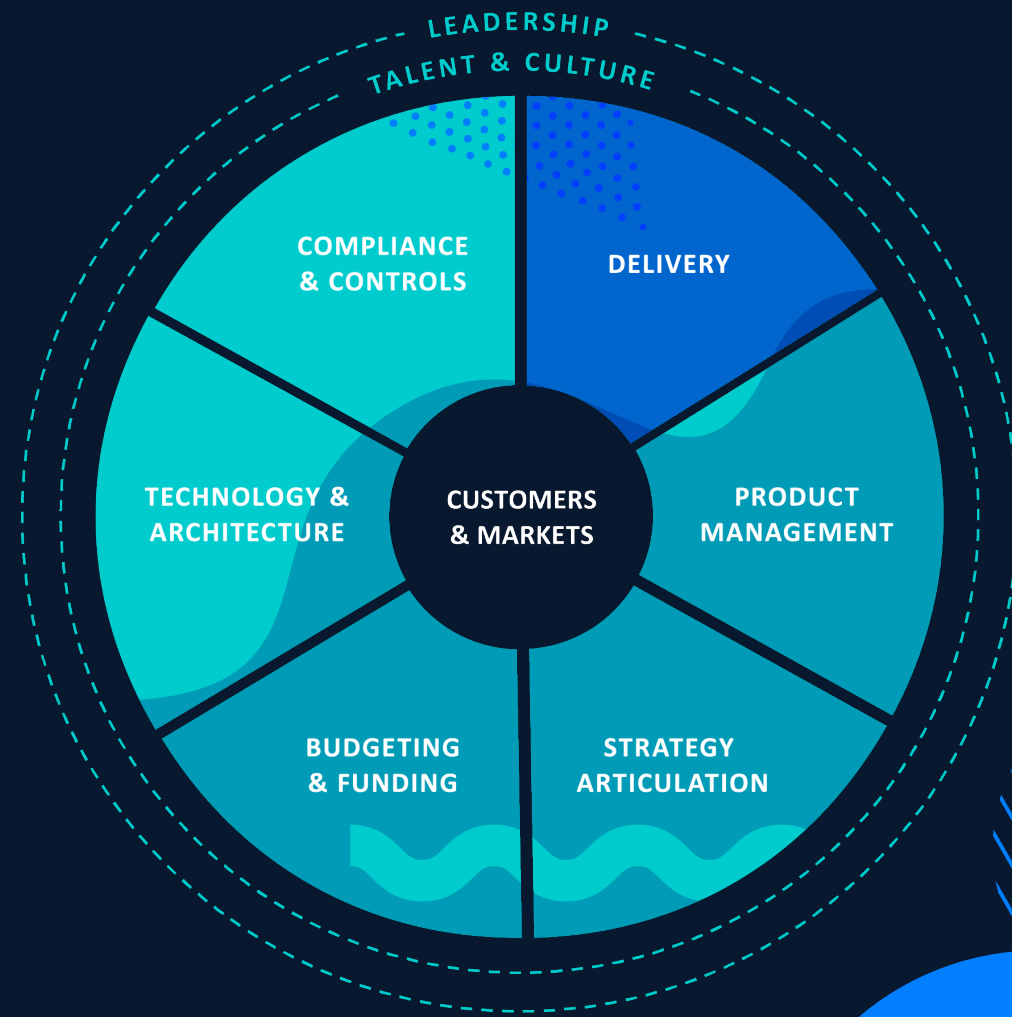 LEADERSHIP
TALENT & CULTURE
COMPLIANCE
& CONTROLS
DELIVERY
TECHNOLOGY &
ARCHITECTURE
CUSTOMERS
& MARKETS
PRODUCT
MANAGEMENT
BUDGETING
& FUNDING
STRATEGY
ARTICULATION